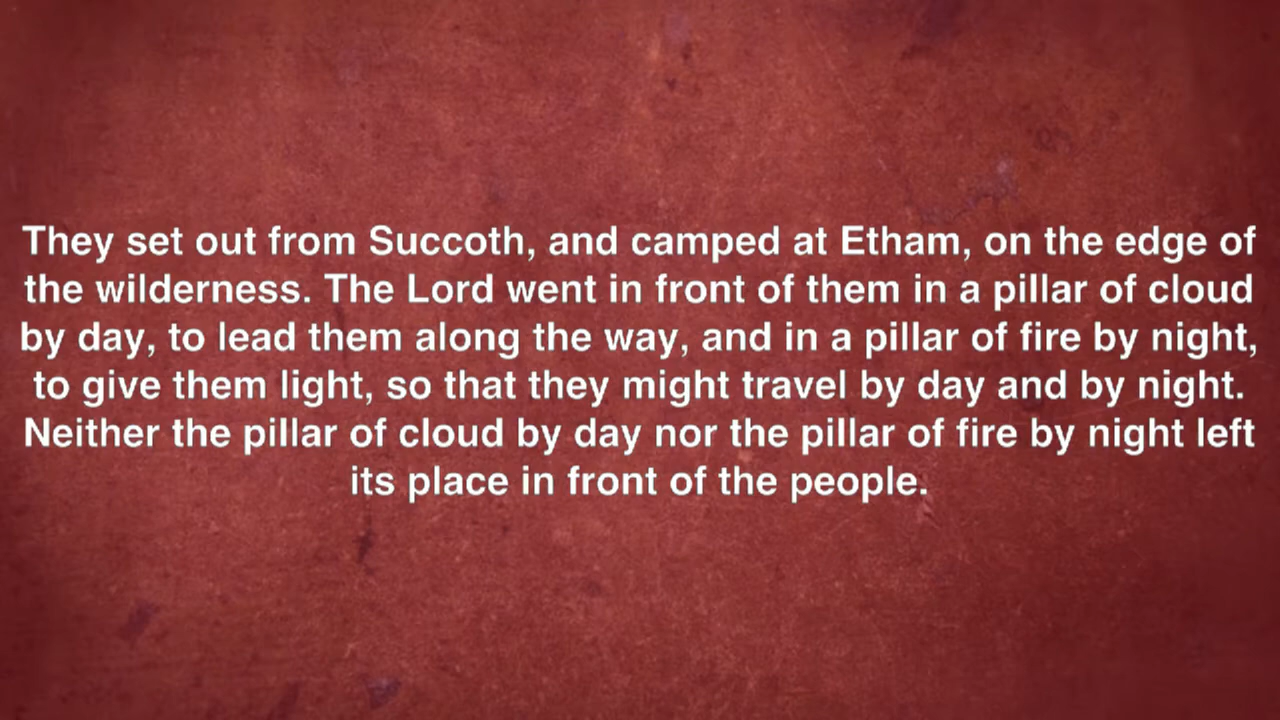 They set out from Succoth, and camped at Etham, on the edge of
the wilderness. The Lord went in front of them in a pillar of cloud
by day, to lead them along the way, and in a pillar of fire by night,
to give them light, so that they might travel by day and by night.
Neither the pillar of cloud by day nor the pillar of fire by night left
its place in front of the people.